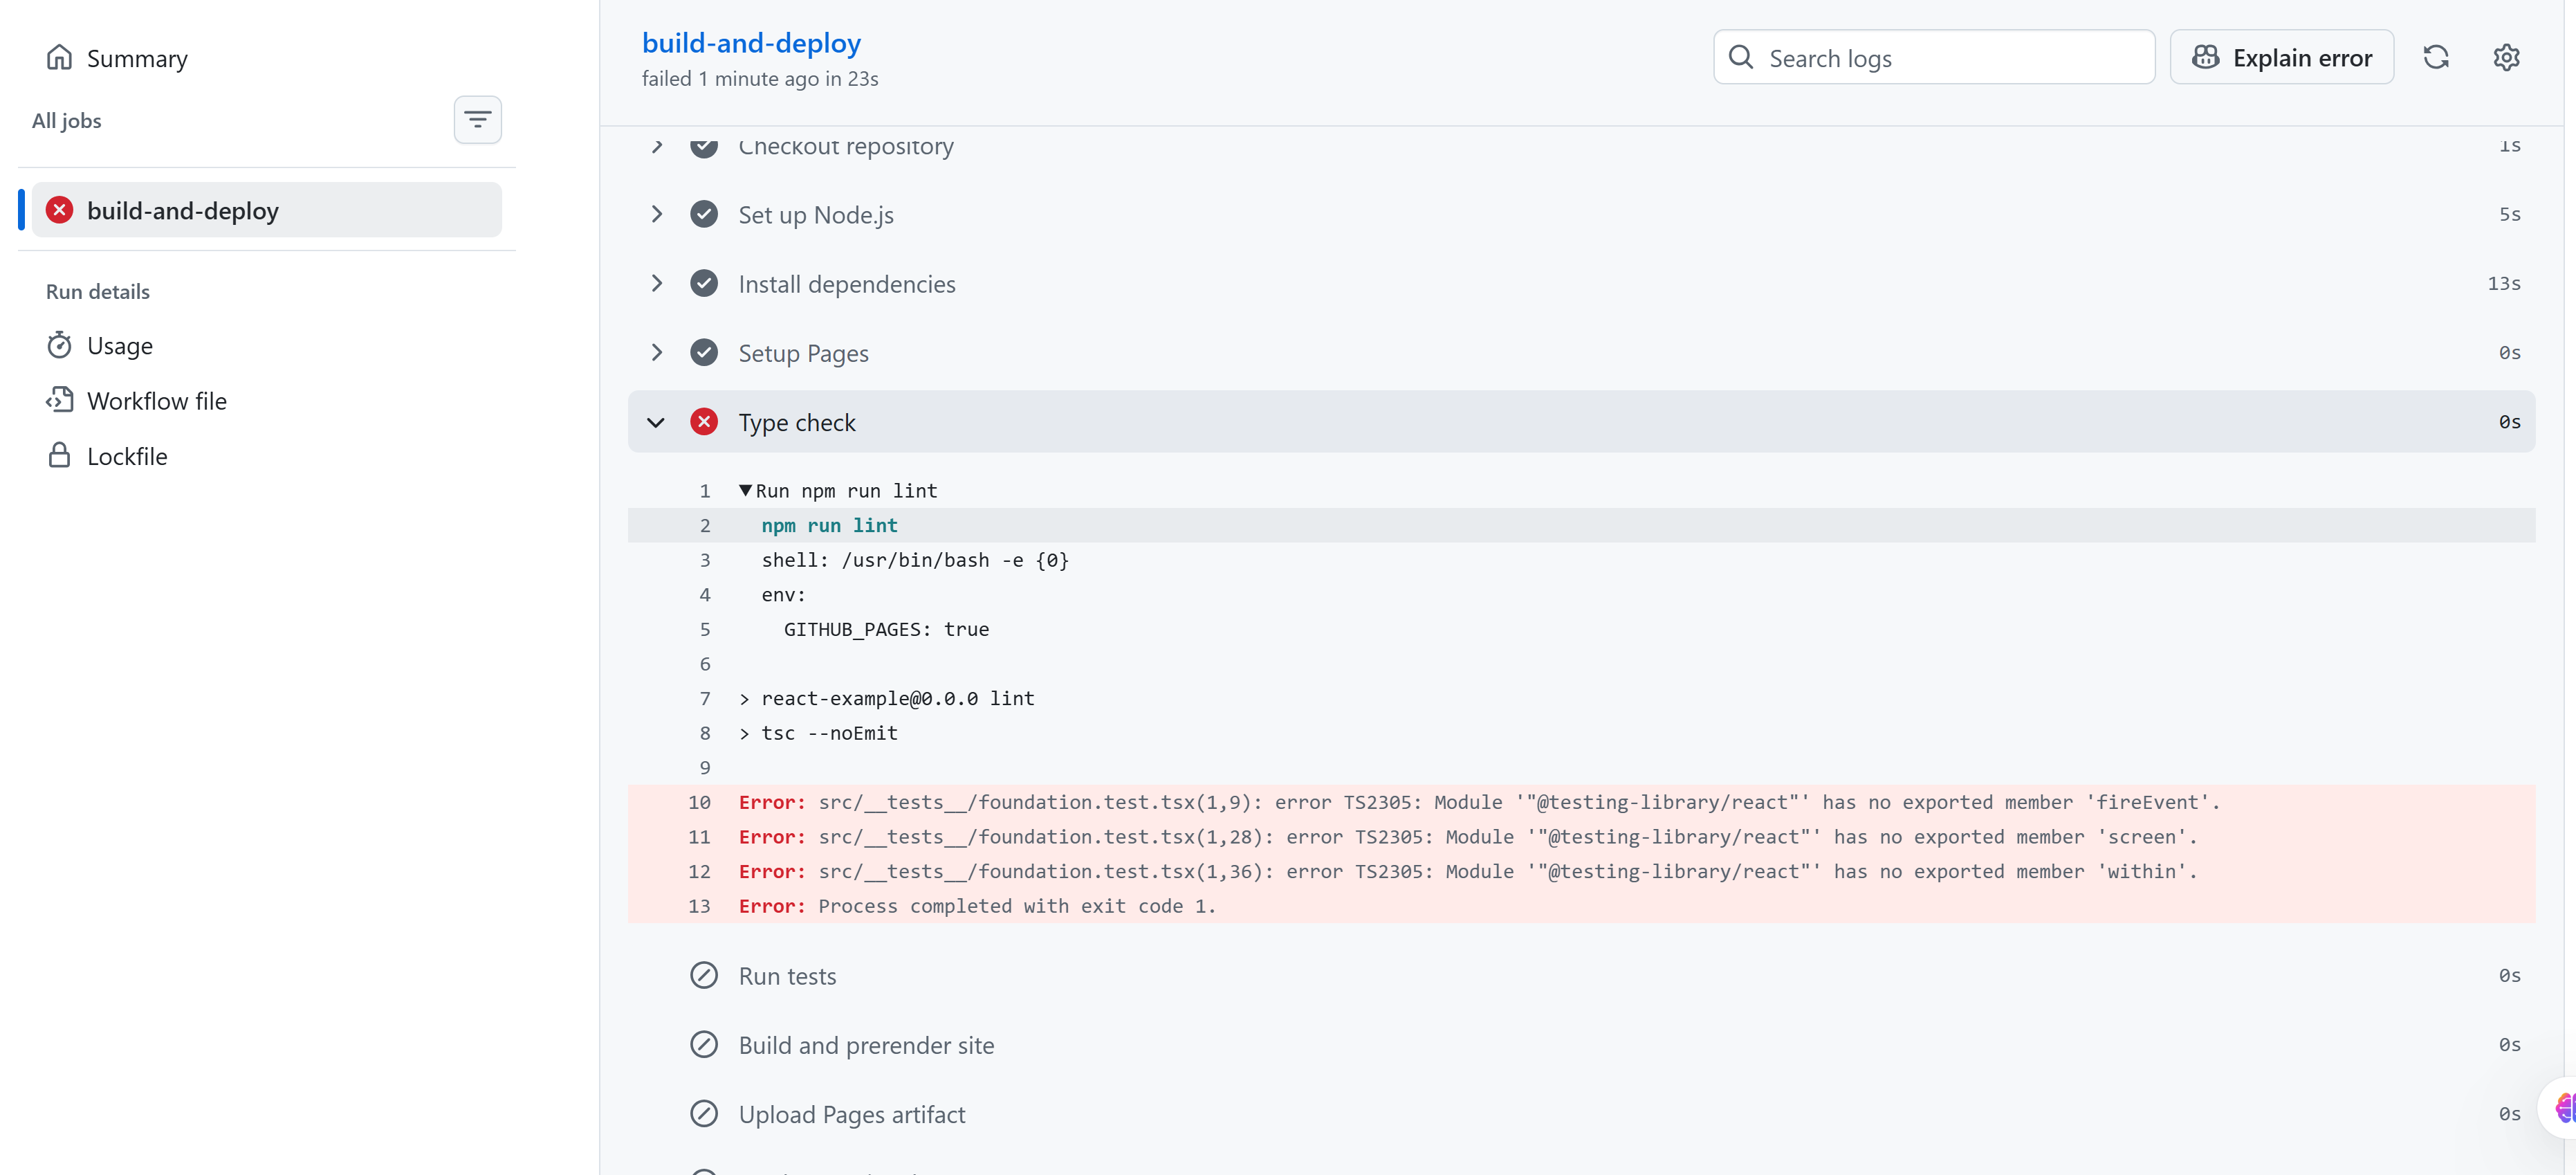 Summary
All jobs
build-and-deploy
Run details
Usage
Workflow file
Lockfile
build-and-deploy
failed 1 minute ago in 23s
Search logs
Explain error
Checkout repository 1s
Set up Node.js 5s
Install dependencies 13s
Setup Pages 0s
Type check 0s
1 ▼Run npm run lint
2 npm run lint
3 shell: /usr/bin/bash -e {0}
4 env:
5 GITHUB_PAGES: true
6
7 > react-example@0.0.0 lint
8 > tsc --noEmit
9
10 Error: src/__tests__/foundation.test.tsx(1,9): error TS2305: Module '"@testing-library/react"' has no exported member 'fireEvent'.
11 Error: src/__tests__/foundation.test.tsx(1,28): error TS2305: Module '"@testing-library/react"' has no exported member 'screen'.
12 Error: src/__tests__/foundation.test.tsx(1,36): error TS2305: Module '"@testing-library/react"' has no exported member 'within'.
13 Error: Process completed with exit code 1.
Run tests 0s
Build and prerender site 0s
Upload Pages artifact 0s